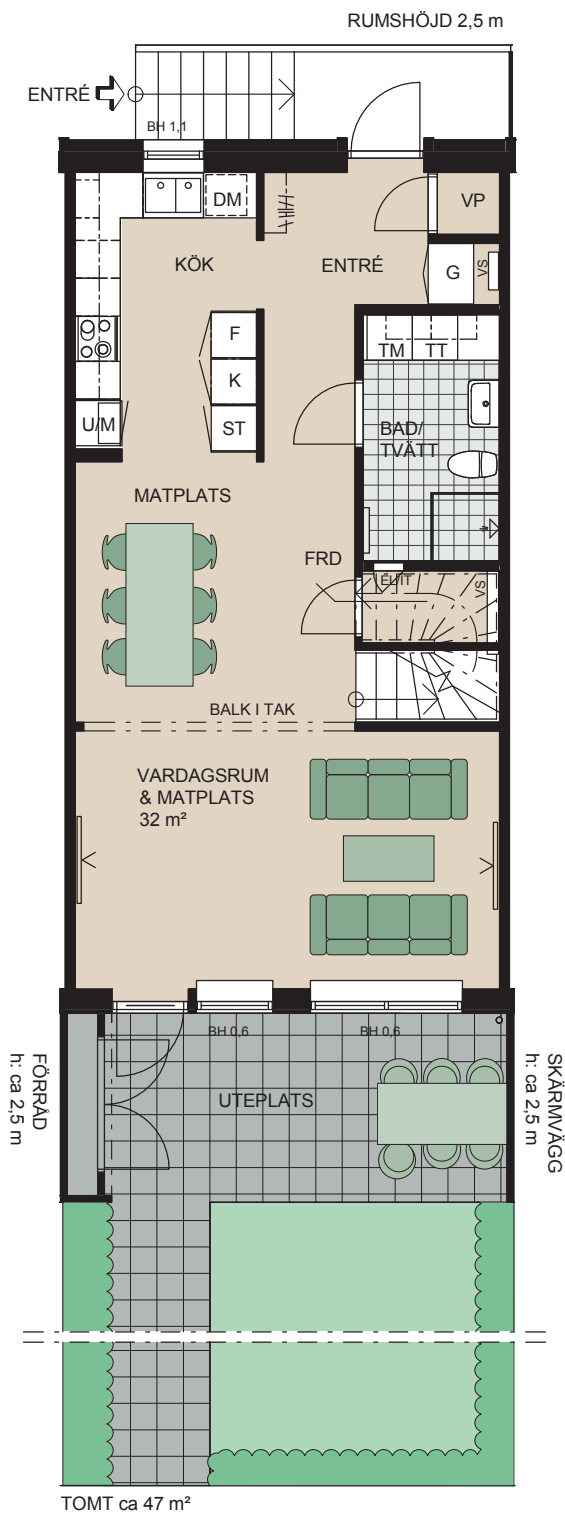 RUMSHÖJD 2,5 m
ENTRÉ
BH 1,1
DM
VP
KÖK
ENTRÉ
G
VS
F
TM
TT
K
U/M
ST
BAD/
TVÄTT
MATPLATS
FRD
EL/IT
VS
BALK I TAK
VARDAGSRUM
& MATPLATS
32 m²
BH 0,6
BH 0,6
FÖRRÅD
h: ca 2,5 m
UTEPLATS
SKÄRMVÄGG
h: ca 2,5 m
TOMT ca 47 m²